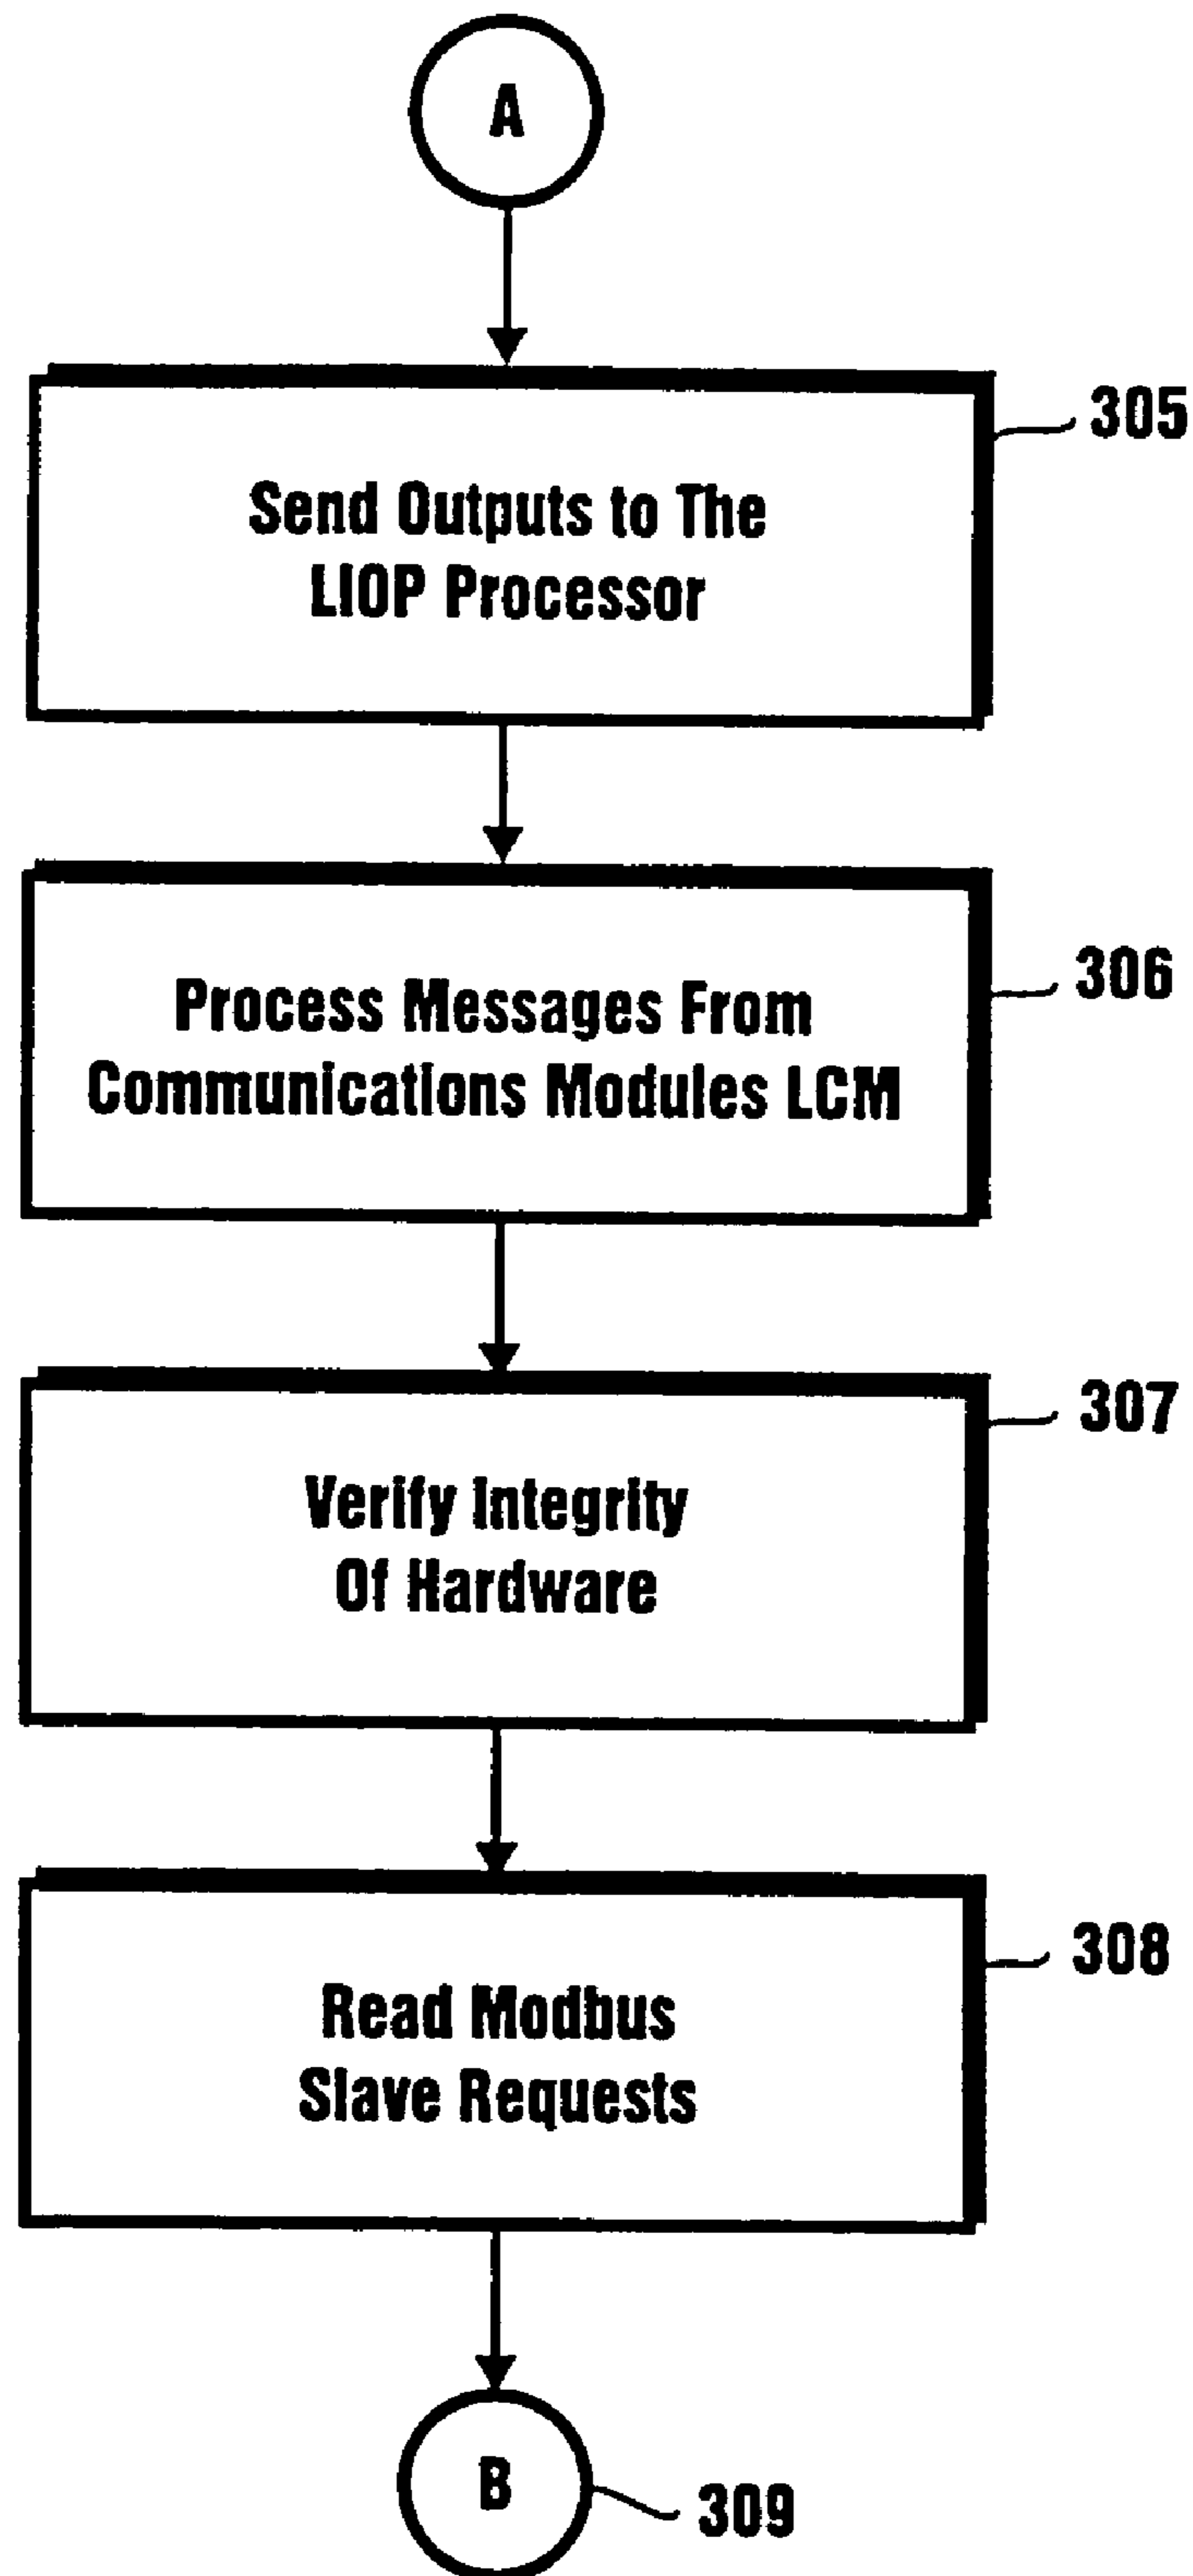 A
305
Send Outputs to The
LIOP Processor
306
Process Messages From
Communications Modules LCM
307
Verify Integrity
Of Hardware
308
Read Modbus
Slave Requests
B
309